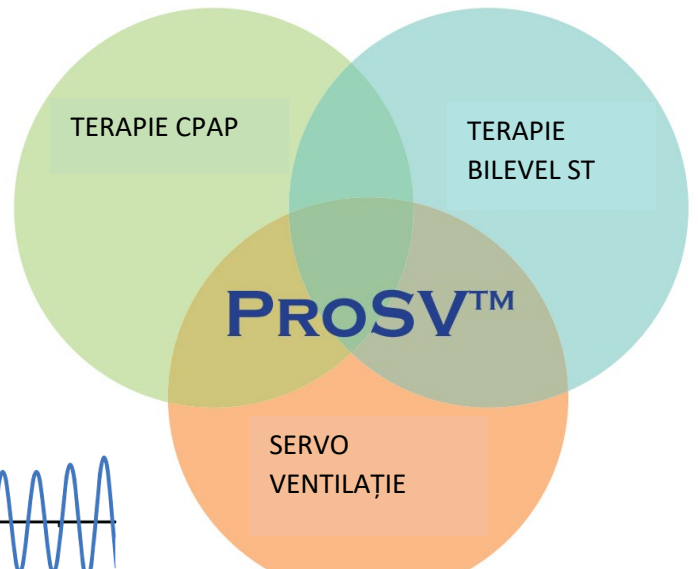 TERAPIE CPAP
TERAPIE
BILEVEL ST
PROSV™
SERVO
VENTILAȚIE